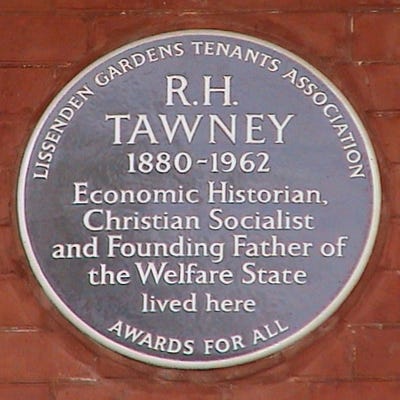 LISSENDEN GARDENS TENANTS ASSOCIATION
R.H.
TAWNEY
1880-1962
Economic Historian,
Christian Socialist
and Founding Father of
the Welfare State
lived here
AWARDS FOR ALL